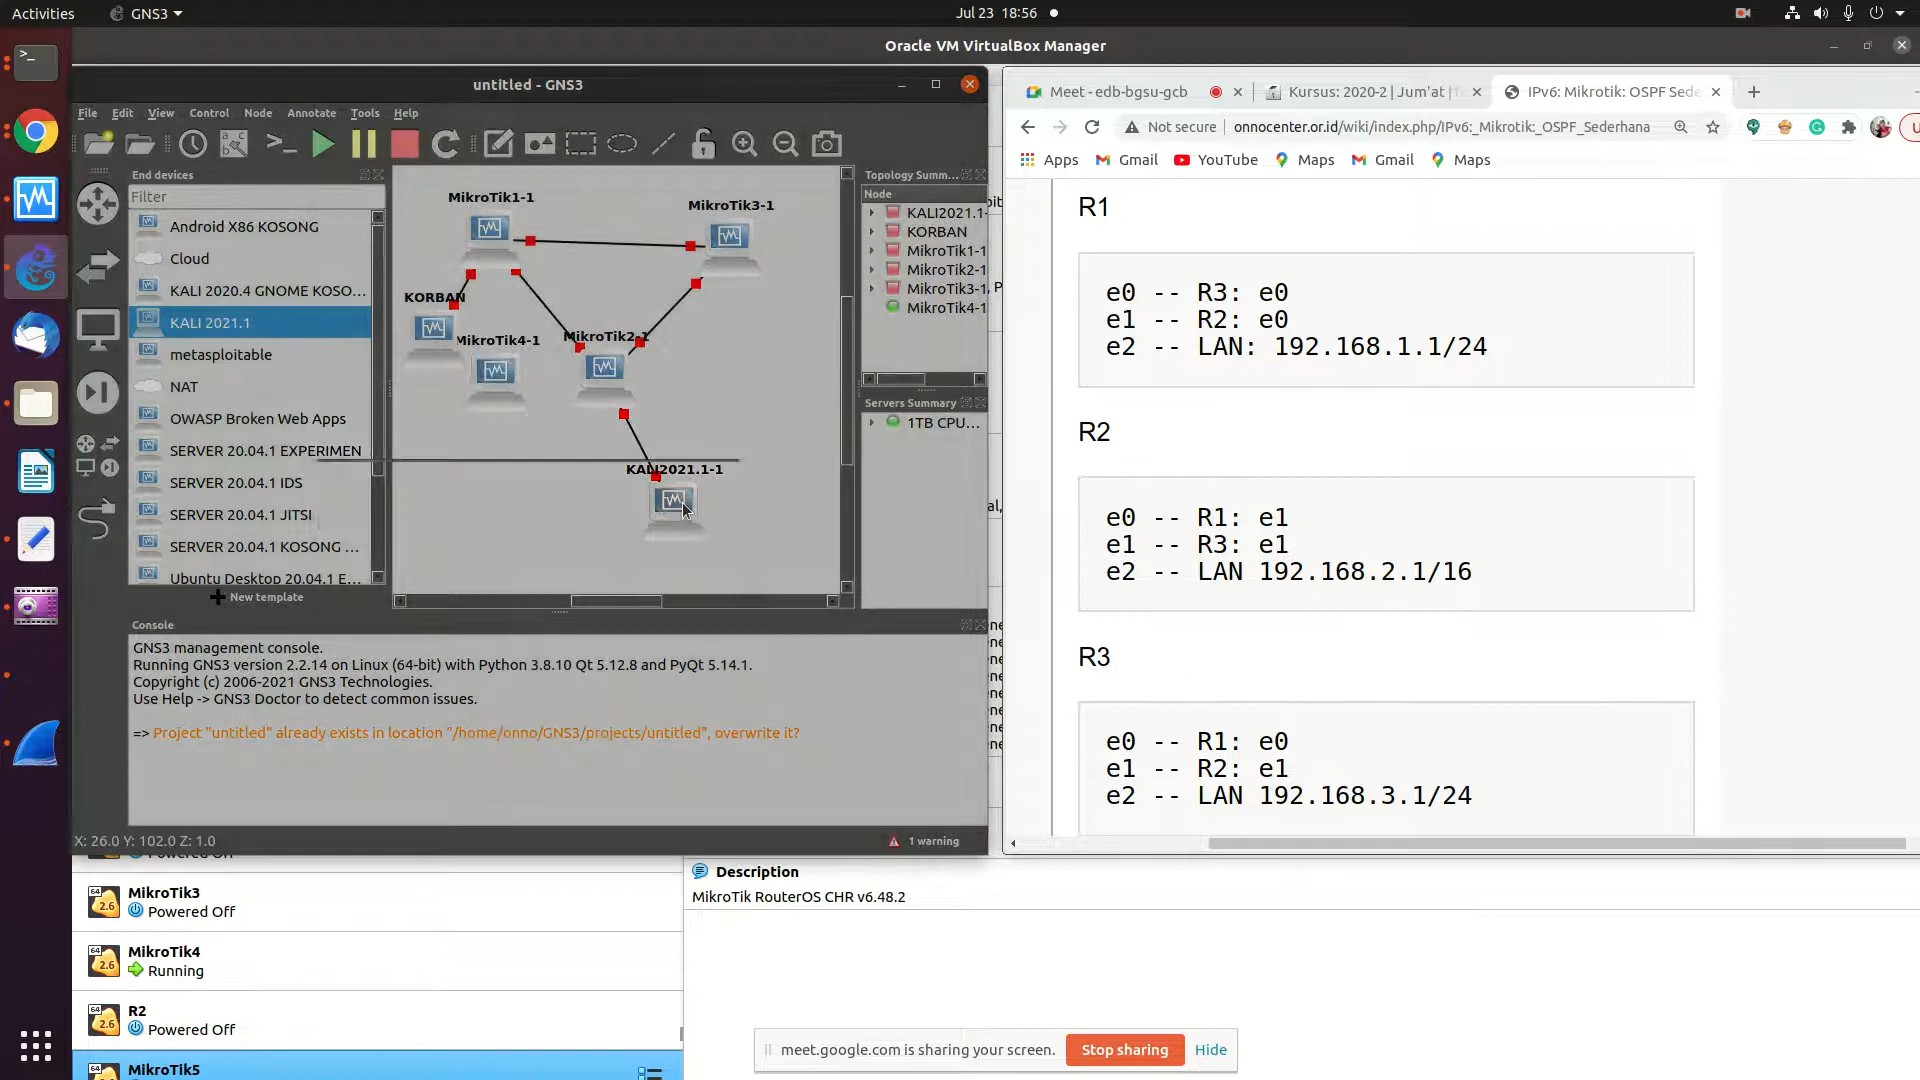 Activities
GNS3
Jul 23 18:56
Oracle VM VirtualBox Manager
untitled - GNS3
File Edit View Control Node Annotate Tools Help
End devices
Filter
Android X86 KOSONG
Cloud
KALI 2020.4 GNOME KOSO...
KALI 2021.1
metasploitable
NAT
OWASP Broken Web Apps
SERVER 20.04.1 EXPERIMEN
SERVER 20.04.1 IDS
SERVER 20.04.1 JITSI
SERVER 20.04.1 KOSONG ...
Ubuntu Desktop 20.04.1 E...
New template
MikroTik1-1
MikroTik3-1
KORBAN
MikroTik4-1
MikroTik2-1
KALI2021.1-1
Topology Summ...
Node
KALI2021.1-
KORBAN
MikroTik1-1
MikroTik2-1
MikroTik3-1
MikroTik4-1
Servers Summary
1TB CPU...
Console
GNS3 management console.
Running GNS3 version 2.2.14 on Linux (64-bit) with Python 3.8.10 Qt 5.12.8 and PyQt 5.14.1.
Copyright (c) 2006-2021 GNS3 Technologies.
Use Help -> GNS3 Doctor to detect common issues.
=> Project "untitled" already exists in location "/home/onno/GNS3/projects/untitled", overwrite it?
X: 26.0 Y: 102.0 Z: 1.0
1 warning
Meet - edb-bgsu-gcb
Kursus: 2020-2 | Jum'at |
IPv6: Mikrotik: OSPF Sede
Not secure
onnocenter.or.id/wiki/index.php/IPv6:_Mikrotik:_OSPF_Sederhana
Apps Gmail YouTube Maps Gmail Maps
R1
e0 -- R3: e0
e1 -- R2: e0
e2 -- LAN: 192.168.1.1/24
R2
e0 -- R1: e1
e1 -- R3: e1
e2 -- LAN 192.168.2.1/16
R3
e0 -- R1: e0
e1 -- R2: e1
e2 -- LAN 192.168.3.1/24
Powered Off
MikroTik3
Powered Off
MikroTik4
Running
R2
Powered Off
MikroTik5
Description
MikroTik RouterOS CHR v6.48.2
meet.google.com is sharing your screen.
Stop sharing
Hide